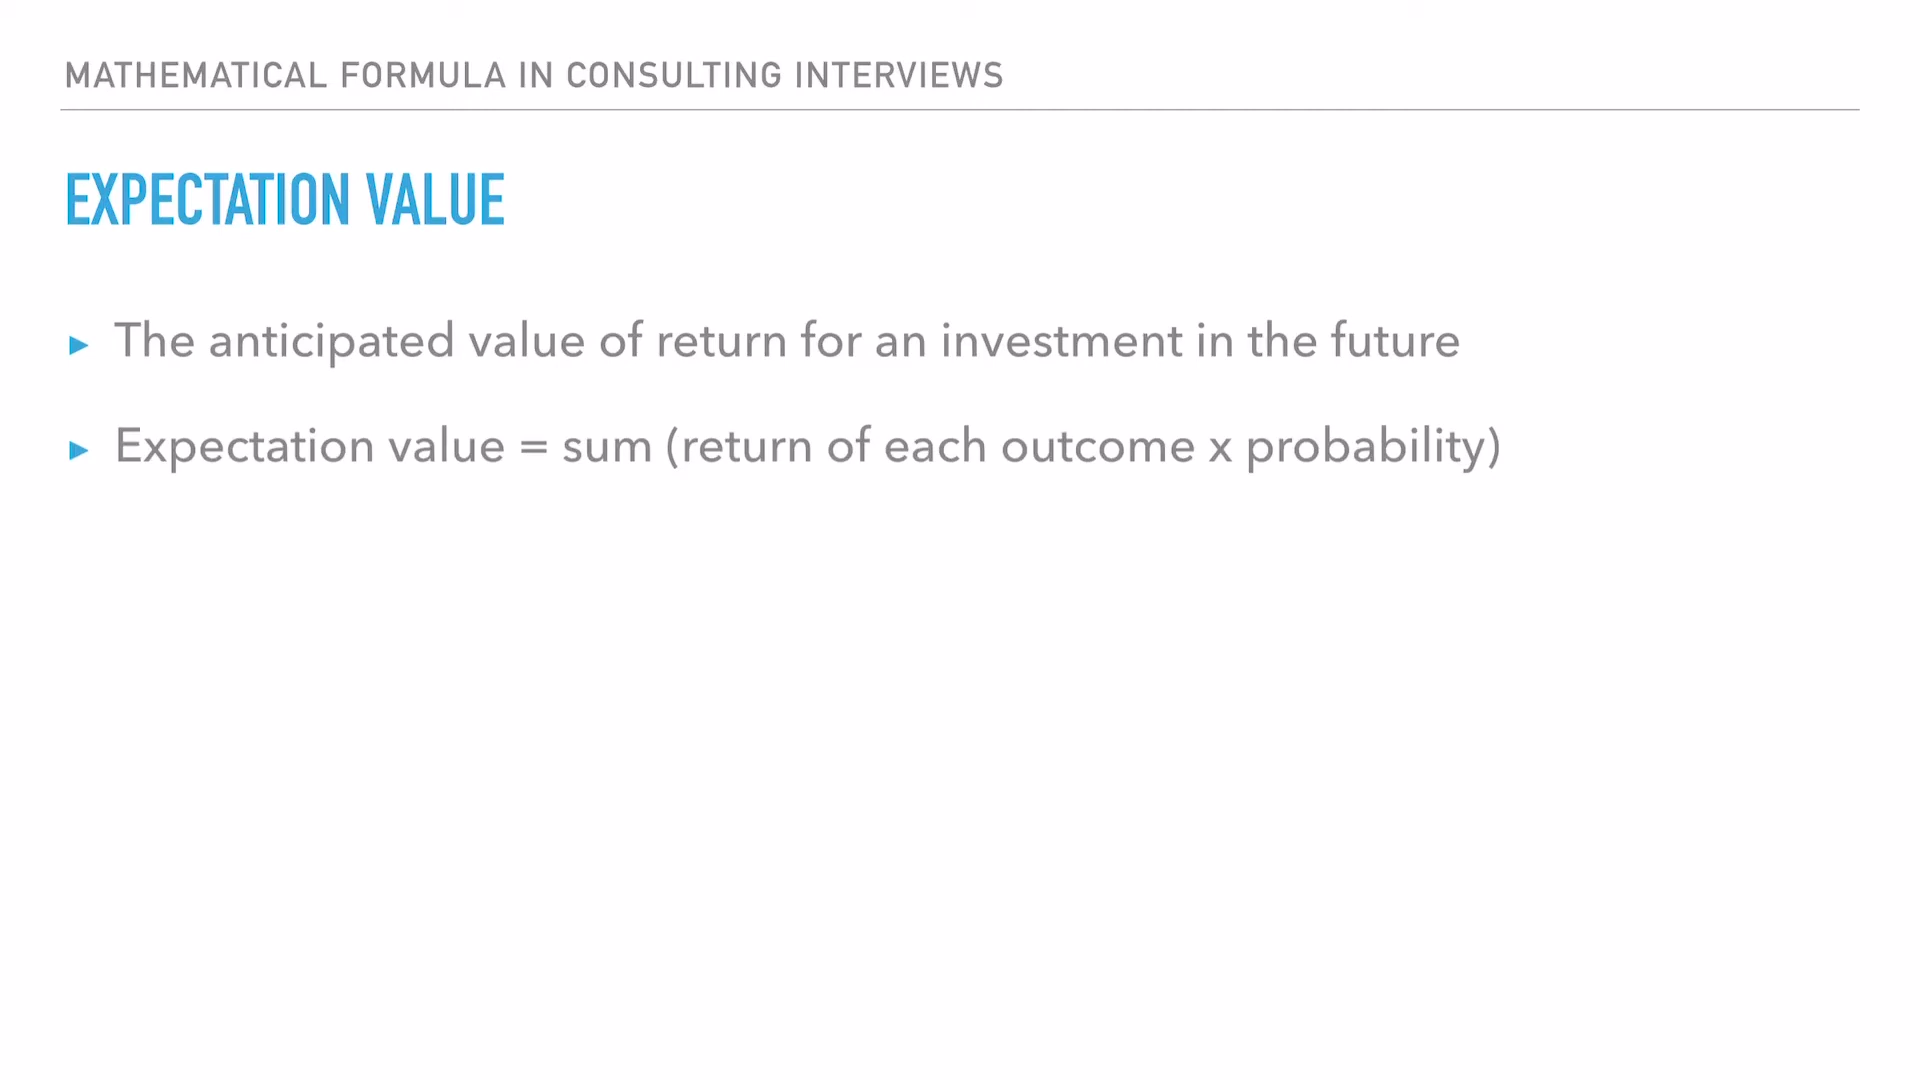 MATHEMATICAL FORMULA IN CONSULTING INTERVIEWS
EXPECTATION VALUE
▸ The anticipated value of return for an investment in the future
▸ Expectation value = sum (return of each outcome x probability)